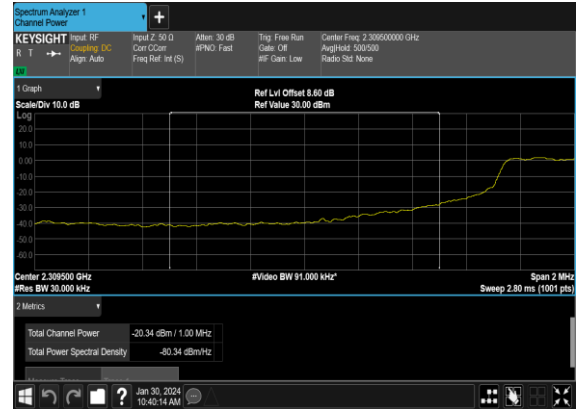 Spectrum Analyzer 1
Channel Power
+
KEYSIGHT Input: RF Input Z: 50 Ω Atten: 30 dB Trig: Free Run Center Freq: 2.309500000 GHz
R T Coupling: DC Corr CCorr #PNO: Fast Gate: Off Avg|Hold: 500/500
Align: Auto Freq Ref: Int (S) #IF Gain: Low Radio Std: None
1 Graph
Ref Lvl Offset 8.60 dB
Scale/Div 10.0 dB Ref Value 30.00 dBm
Log
20.0
10.0
0.00
-10.0
-20.0
-30.0
-40.0
-50.0
-60.0
Center 2.309500 GHz #Video BW 91.000 kHz* Span 2 MHz
#Res BW 30.000 kHz Sweep 2.80 ms (1001 pts)
2 Metrics
Total Channel Power -20.34 dBm / 1.00 MHz
Total Power Spectral Density -80.34 dBm/Hz
? Jan 30, 2024
10:40:14 AM